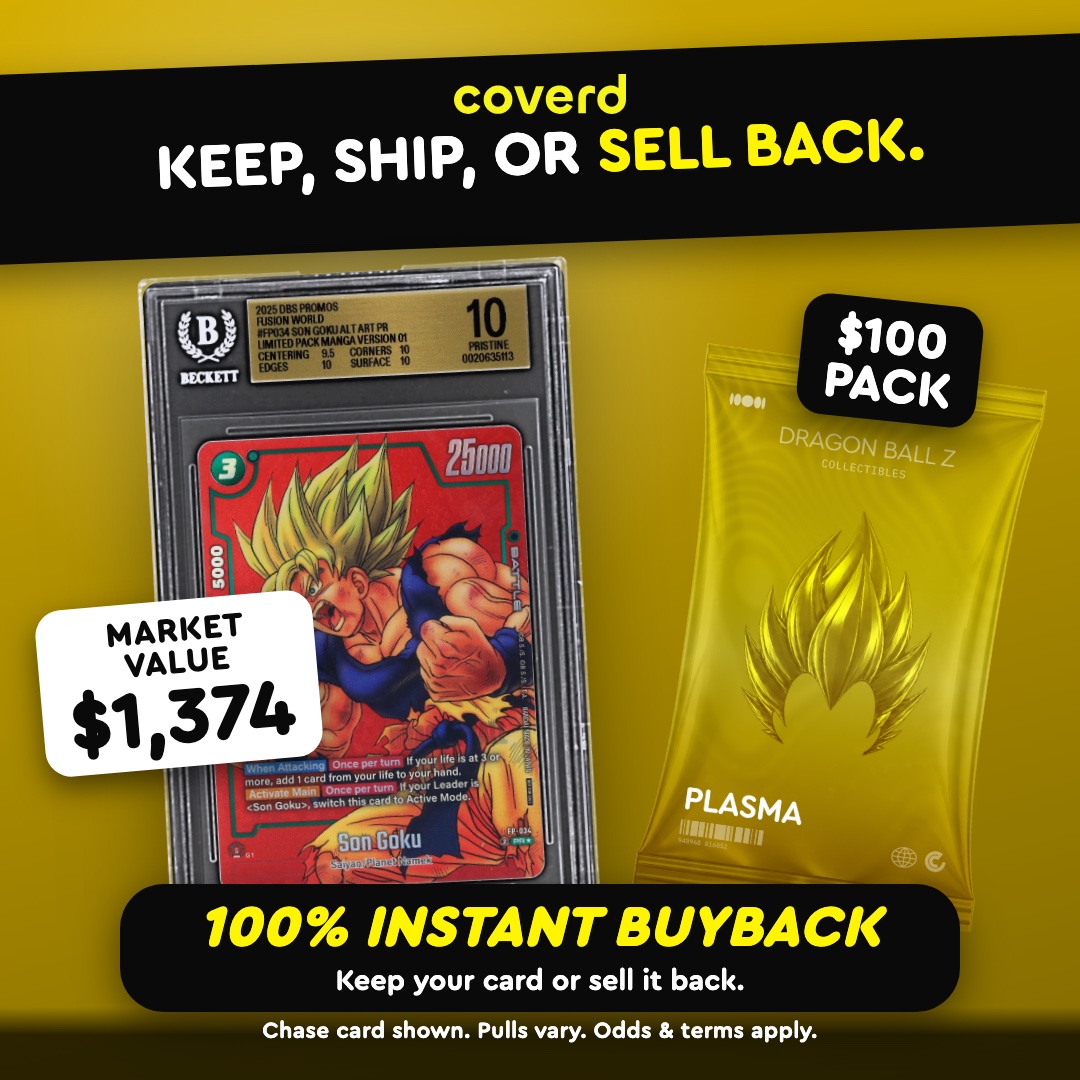 coverd
KEEP, SHIP, OR SELL BACK.
B
BECKETT
2025 DBS PROMOS
FUSION WORLD
#FP034 SON GOKU ALT ART PR
LIMITED PACK MANGA VERSION 01
CENTERING 9.5 CORNERS 10
EDGES 10 SURFACE 10
10
PRISTINE
0020635113
$100
PACK
DRAGON BALL Z
COLLECTIBLES
3
25000
5000
BATTLE
MARKET
VALUE
$1,374
When Attacking Once per turn If your life is at 3 or
more, add 1 card from your life to your hand.
Activate Main Once per turn If your Leader is
<Son Goku>, switch this card to Active Mode.
FP-034
PR
Son Goku
Saiyan/Planet Namek
G1
PLASMA
100% INSTANT BUYBACK
Keep your card or sell it back.
Chase card shown. Pulls vary. Odds & terms apply.